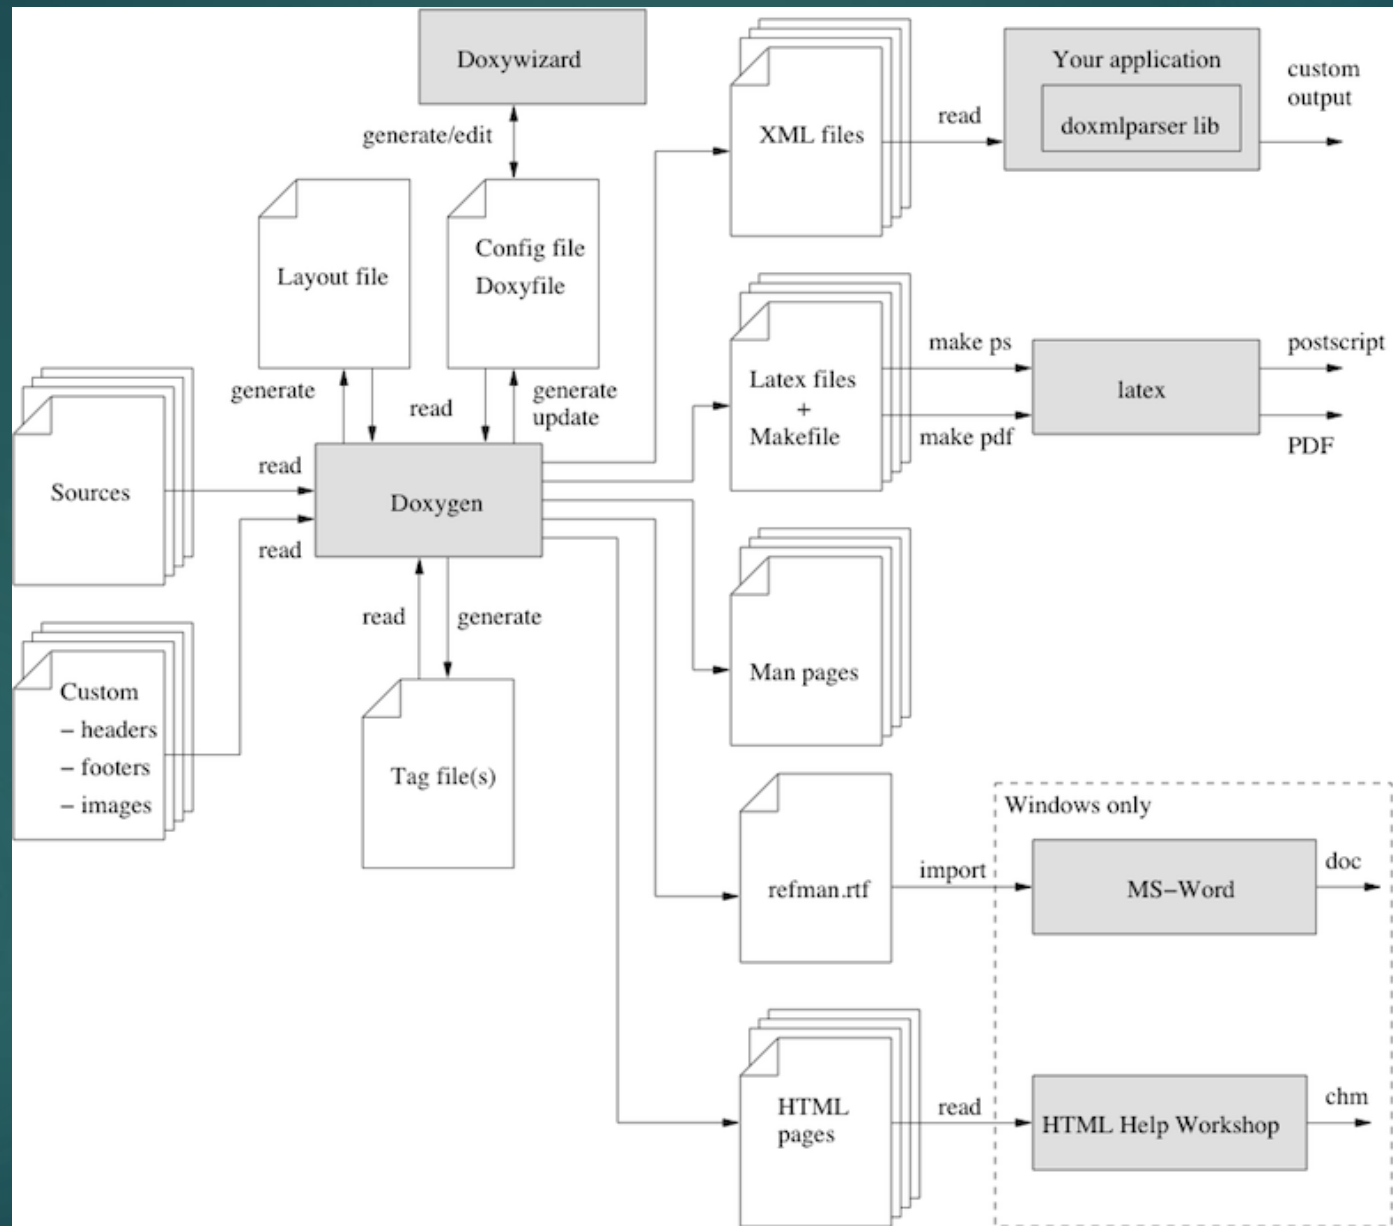 Doxywizard
generate/edit
Layout file
Config file
Doxyfile
generate
read
generate
update
Sources
read
Doxygen
read
Custom
– headers
– footers
– images
read
generate
Tag file(s)
XML files
read
Your application
doxmlparser lib
custom
output
Latex files
+
Makefile
make ps
make pdf
latex
postscript
PDF
Man pages
refman.rtf
import
Windows only
MS–Word
doc
HTML
pages
read
HTML Help Workshop
chm